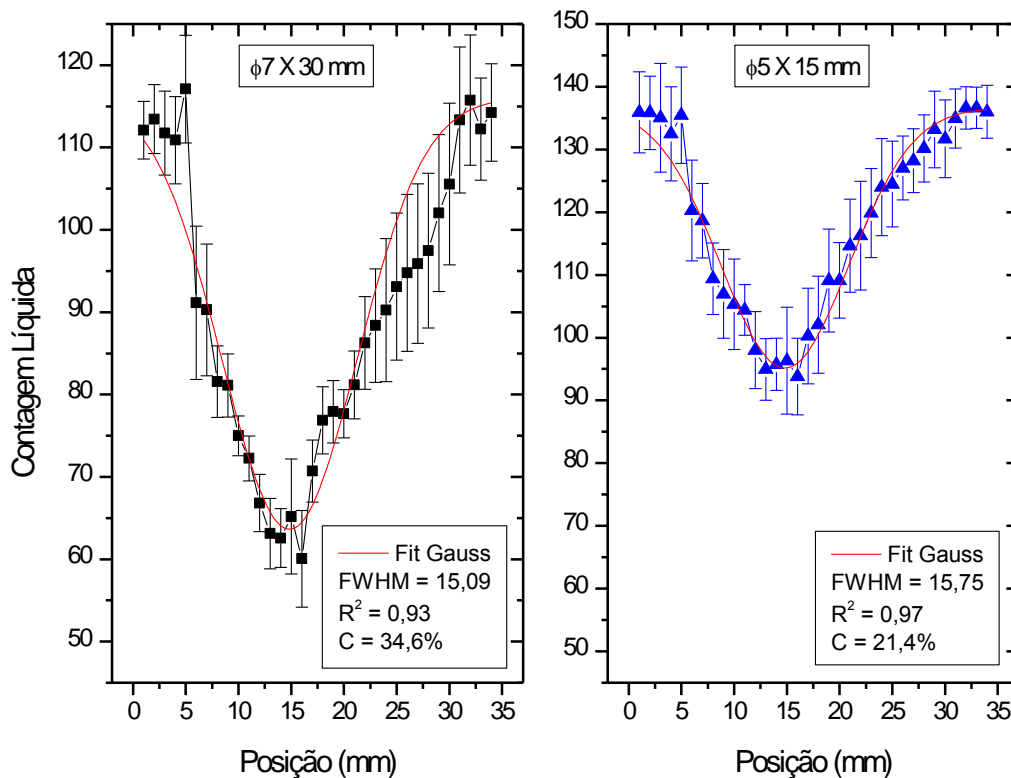 ϕ7 X 30 mm
Contagem Líquida
120
110
100
90
80
70
60
50
Fit Gauss
FWHM = 15,09
R² = 0,93
C = 34,6%
0 5 10 15 20 25 30 35
Posição (mm)
ϕ5 X 15 mm
150
140
130
120
110
100
90
80
70
60
50
Fit Gauss
FWHM = 15,75
R² = 0,97
C = 21,4%
0 5 10 15 20 25 30 35
Posição (mm)